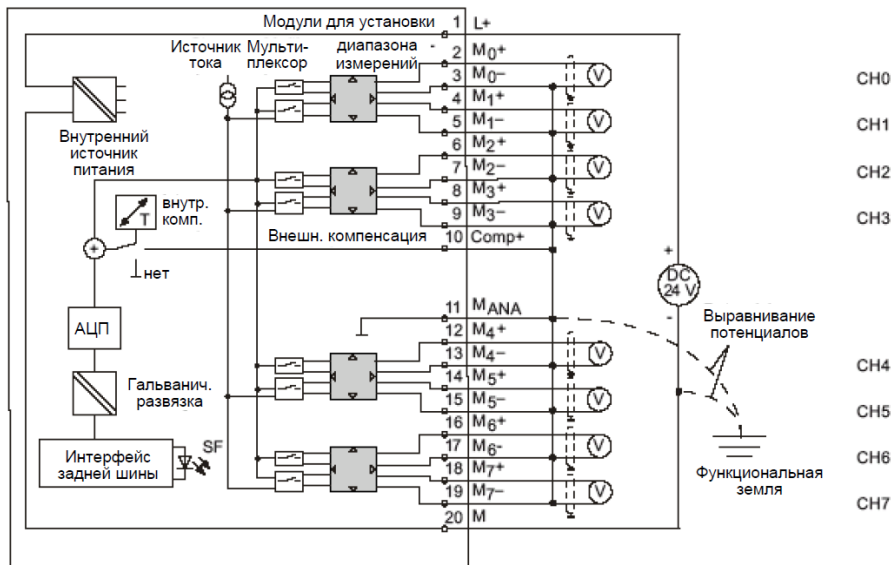 Модули для установки
диапазона
измерений
Источник
тока
Мульти-
плексор
-
1 L+
2 M0+
3 M0−
4 M1+
5 M1−
6 M2+
7 M2−
8 M3+
9 M3−
10 Comp+
11 MANA
12 M4+
13 M4−
14 M5+
15 M5−
16 M6+
17 M6-
18 M7+
19 M7−
20 M
Внутренний
источник
питания
внутр.
комп.
T
Внешн. компенсация
+
нет
АЦП
Гальванич.
развязка
Интерфейс
задней шины
SF
V
V
V
V
V
V
V
V
+
DC
24 V
-
Выравнивание
потенциалов
Функциональная
земля
CH0
CH1
CH2
CH3
CH4
CH5
CH6
CH7